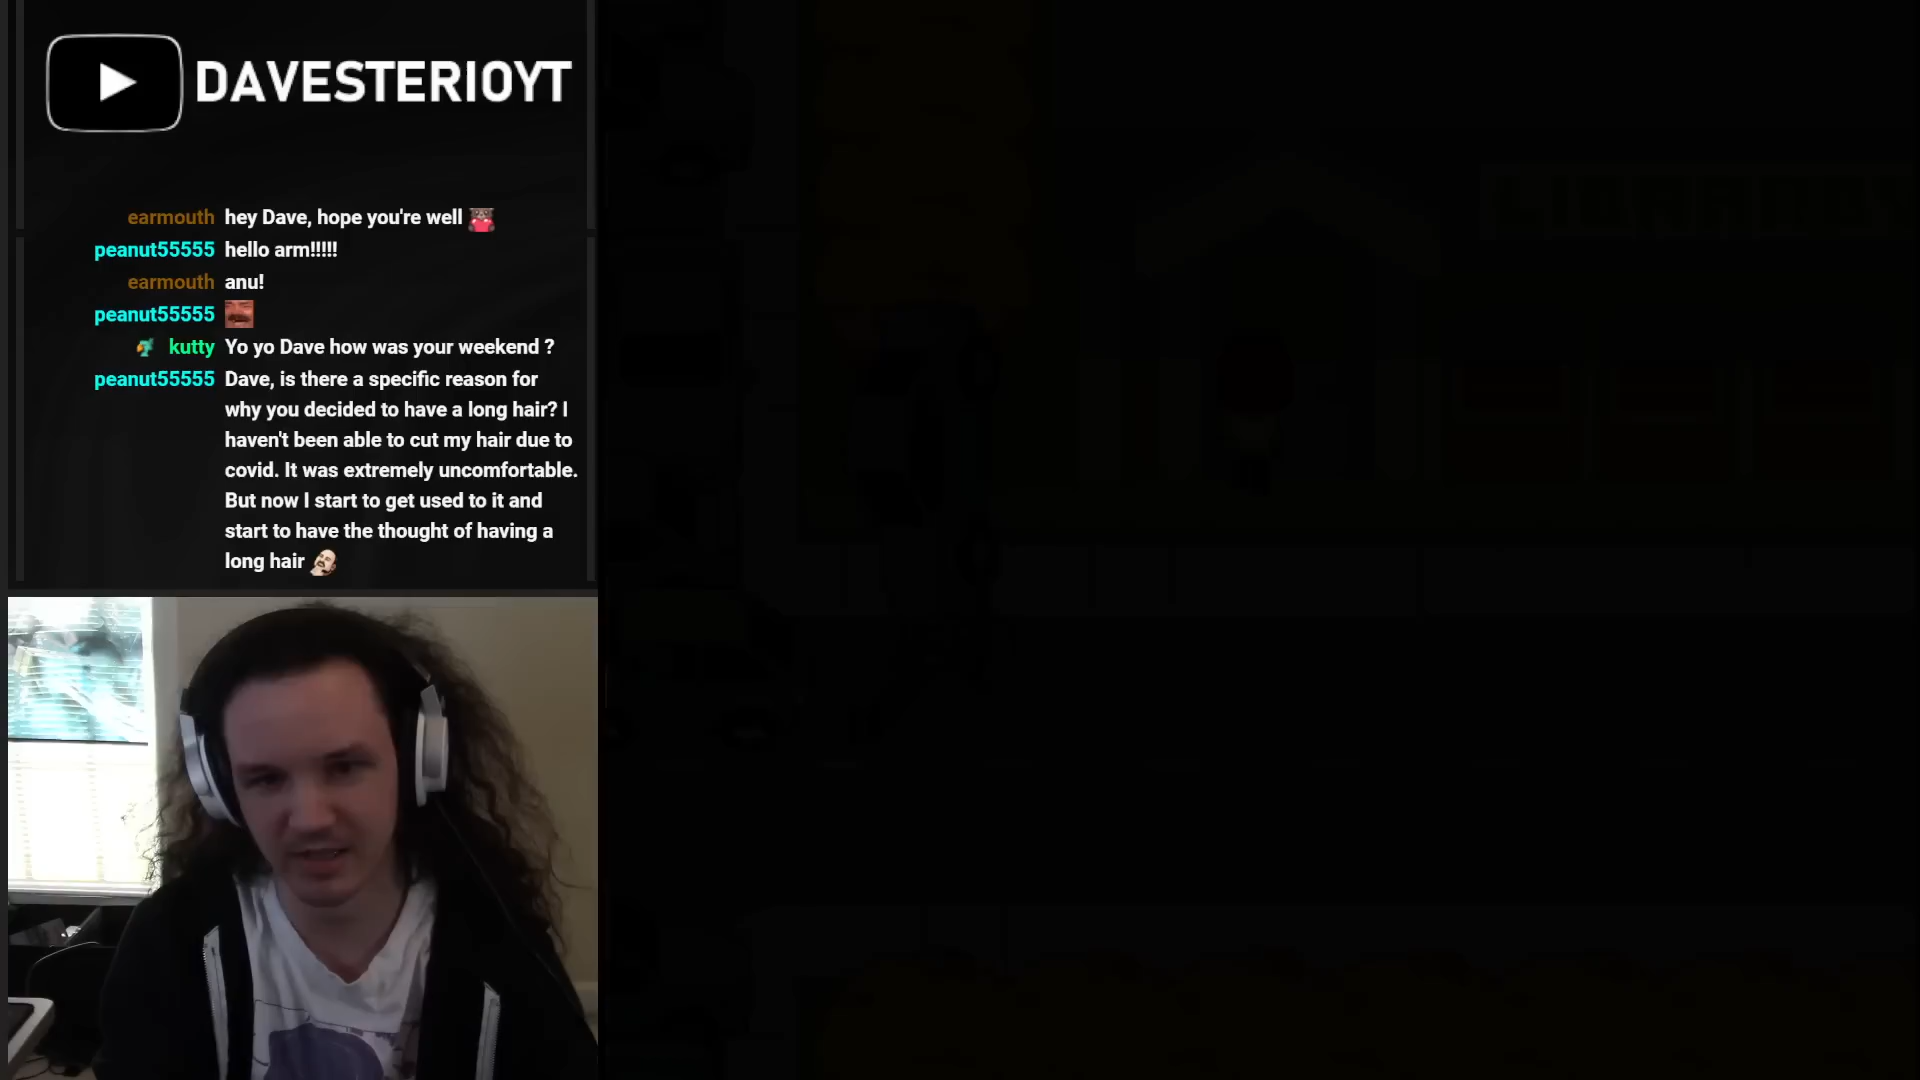 DAVESTERIOYT
earmouth hey Dave, hope you're well
peanut55555 hello arm!!!!!
earmouth anu!
peanut55555
kutty Yo yo Dave how was your weekend ?
peanut55555 Dave, is there a specific reason for
why you decided to have a long hair? I
haven't been able to cut my hair due to
covid. It was extremely uncomfortable.
But now I start to get used to it and
start to have the thought of having a
long hair